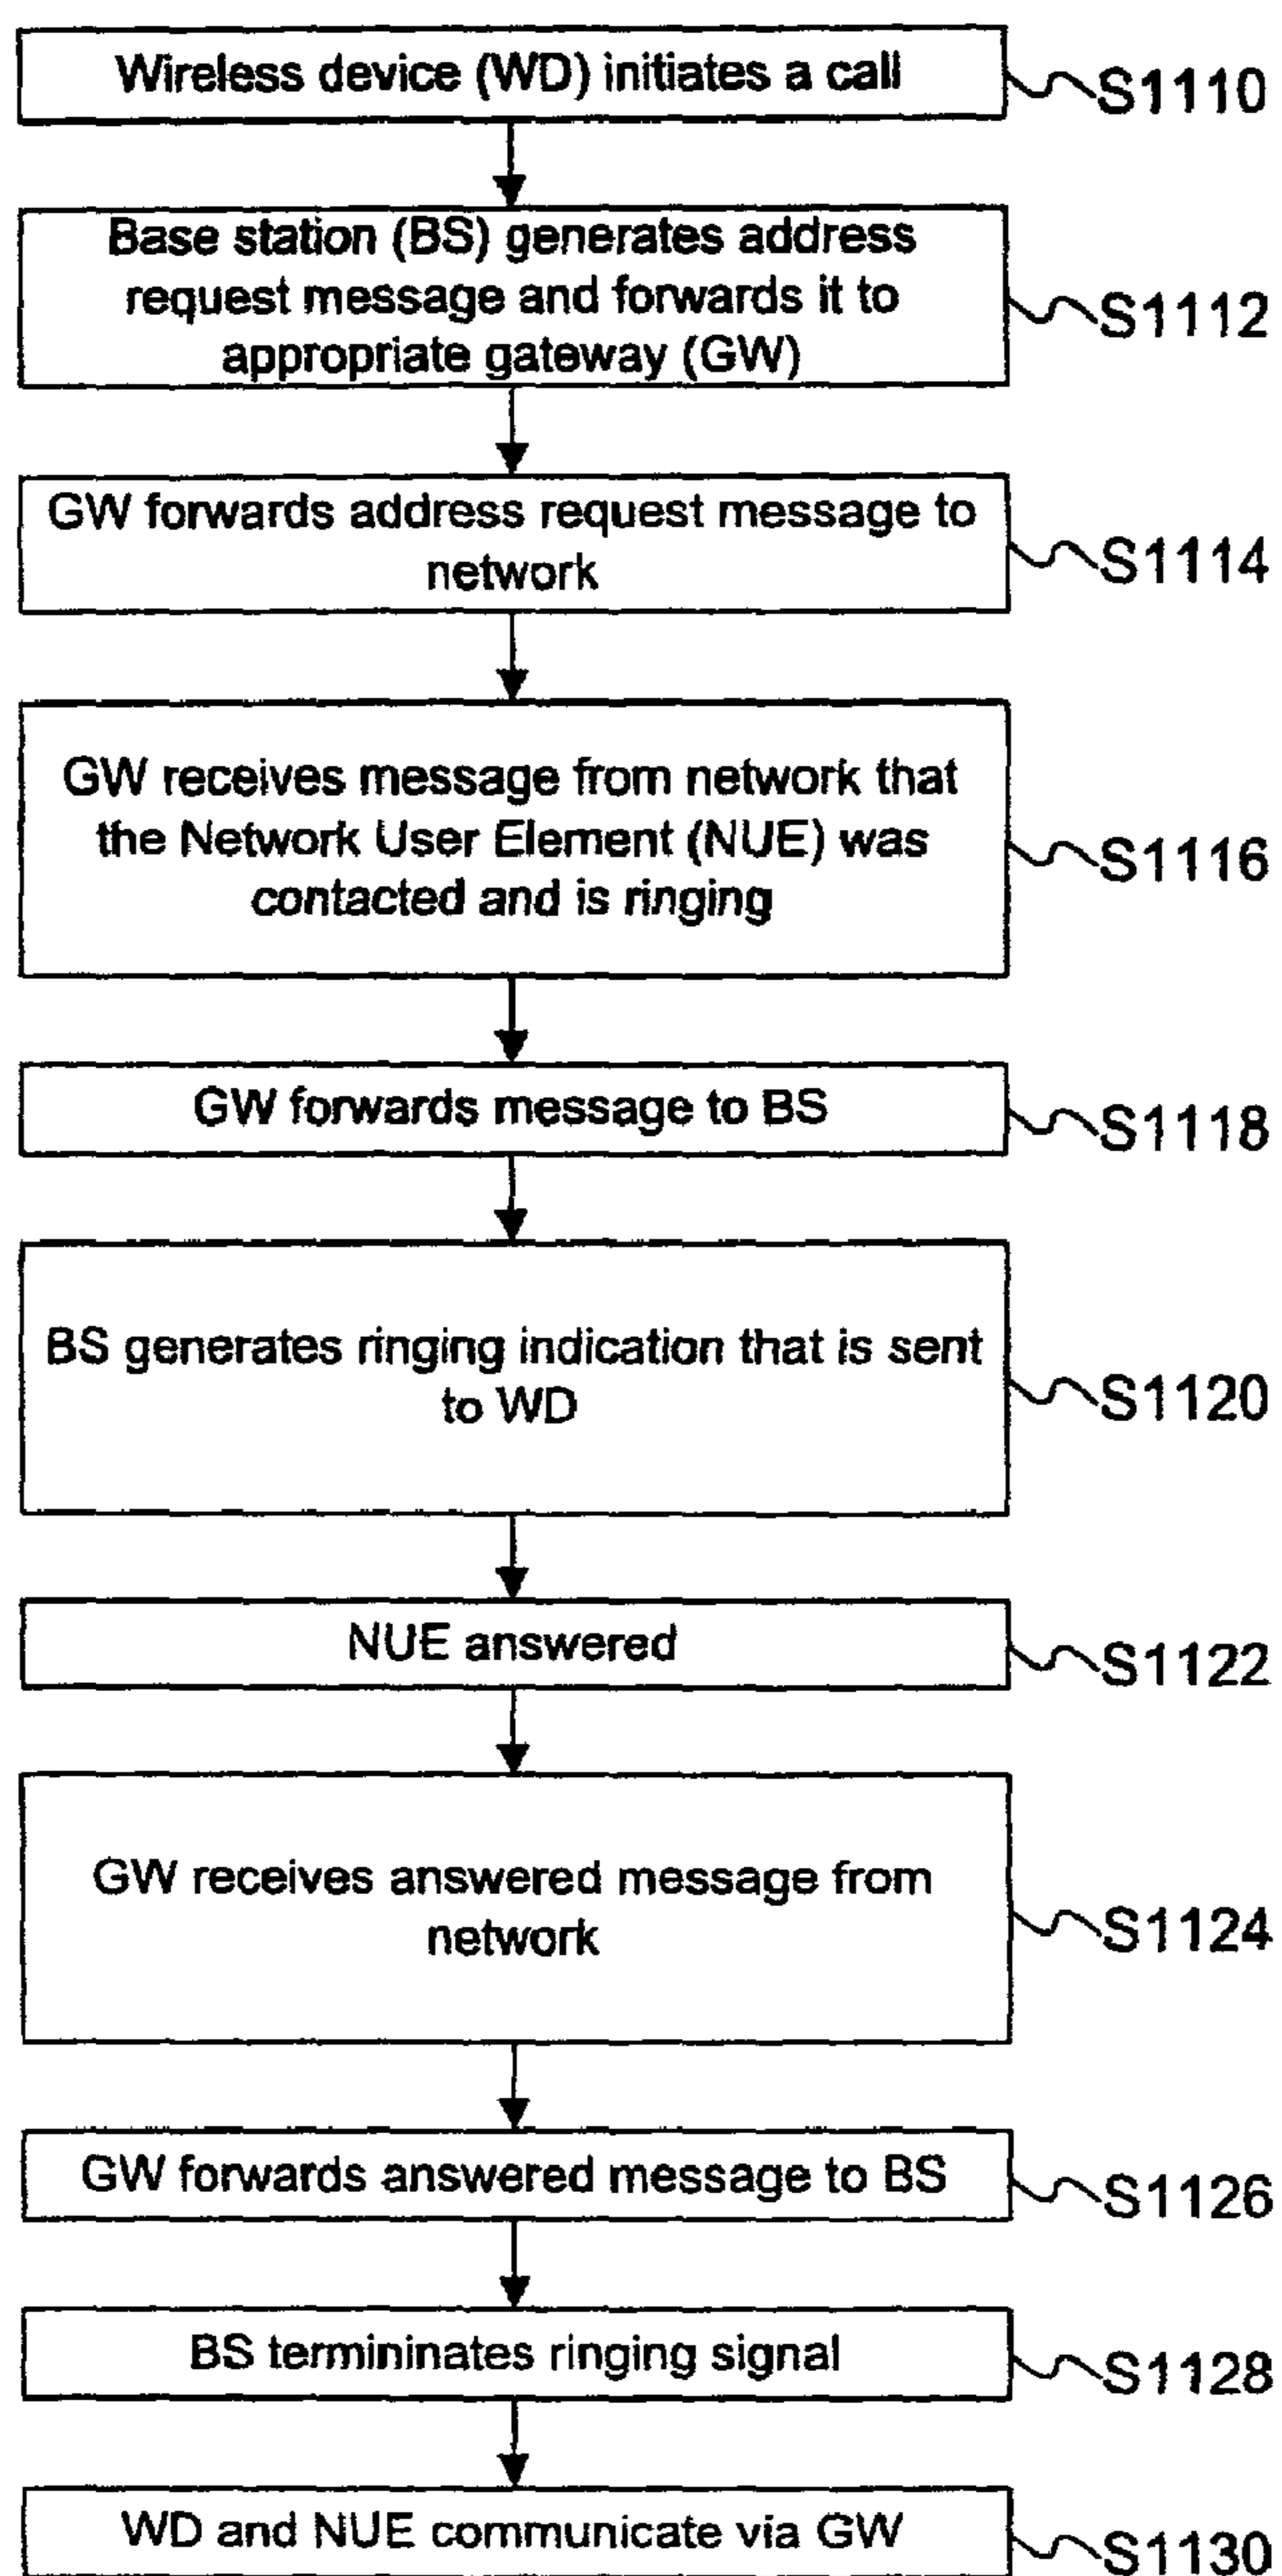 Wireless device (WD) initiates a call
S1110
Base station (BS) generates address
request message and forwards it to
appropriate gateway (GW)
S1112
GW forwards address request message to
network
S1114
GW receives message from network that
the Network User Element (NUE) was
contacted and is ringing
S1116
GW forwards message to BS
S1118
BS generates ringing indication that is sent
to WD
S1120
NUE answered
S1122
GW receives answered message from
network
S1124
GW forwards answered message to BS
S1126
BS termininates ringing signal
S1128
WD and NUE communicate via GW
S1130